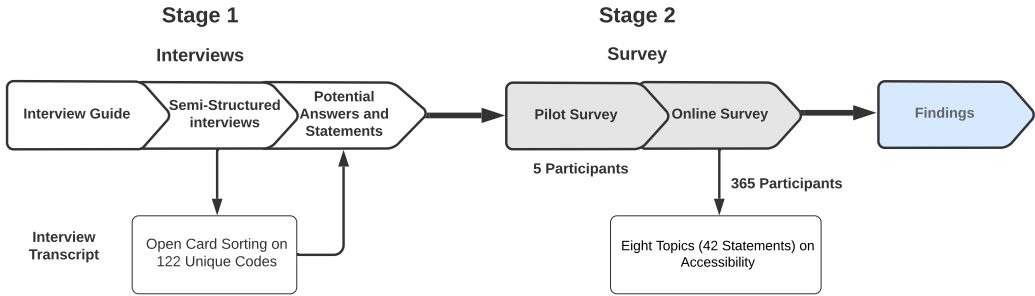 Stage 1
Interviews
Interview Guide
Semi-Structured
interviews
Potential
Answers and
Statements
Interview
Transcript
Open Card Sorting on
122 Unique Codes
Stage 2
Survey
Pilot Survey
Online Survey
5 Participants
365 Participants
Eight Topics (42 Statements) on
Accessibility
Findings